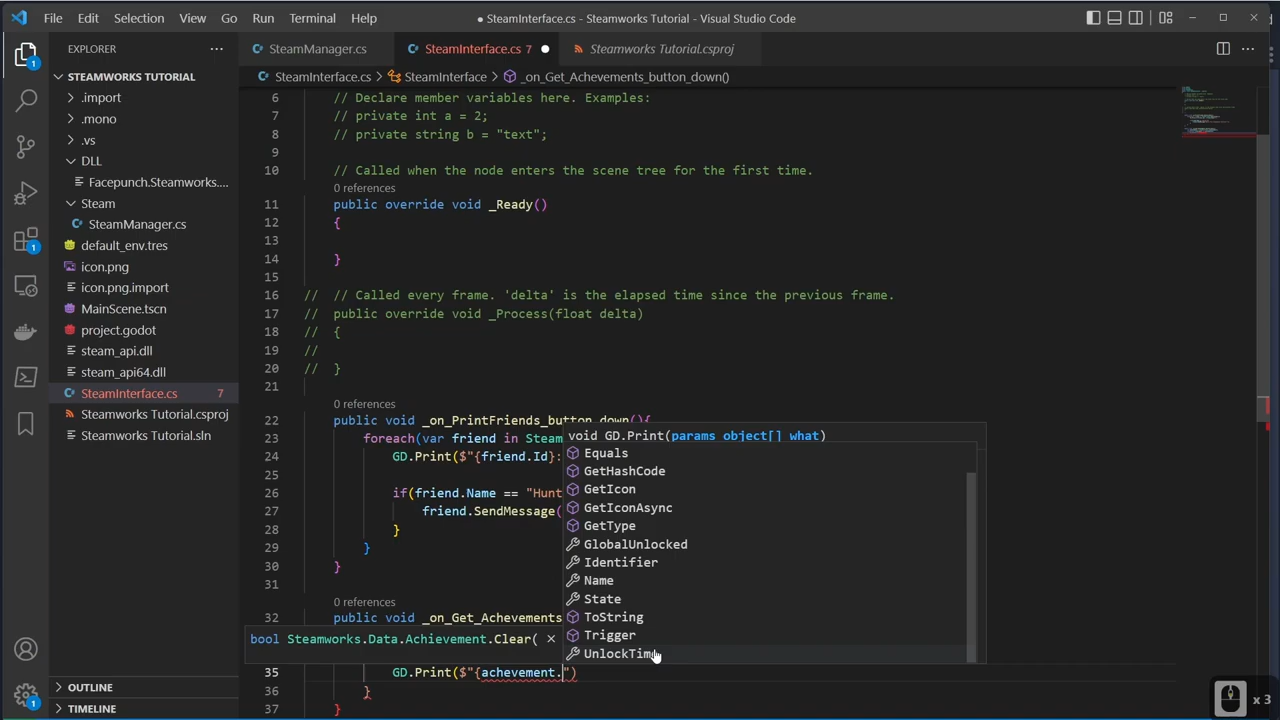 File Edit Selection View Go Run Terminal Help
● SteamInterface.cs - Steamworks Tutorial - Visual Studio Code
EXPLORER
SteamManager.cs
SteamInterface.cs 7
Steamworks Tutorial.csproj
SteamInterface.cs > SteamInterface > _on_Get_Achevements_button_down()
STEAMWORKS TUTORIAL
.import
.mono
.vs
DLL
Facepunch.Steamworks....
Steam
SteamManager.cs
default_env.tres
icon.png
icon.png.import
MainScene.tscn
project.godot
steam_api.dll
steam_api64.dll
SteamInterface.cs 7
Steamworks Tutorial.csproj
Steamworks Tutorial.sln
OUTLINE
TIMELINE
1
1
6 // Declare member variables here. Examples:
7 // private int a = 2;
8 // private string b = "text";
9
10 // Called when the node enters the scene tree for the first time.
0 references
11 public override void _Ready()
12 {
13
14 }
15
16 // // Called every frame. 'delta' is the elapsed time since the previous frame.
17 // public override void _Process(float delta)
18 // {
19 //
20 // }
21
0 references
22 public void _on_PrintFriends_button_down(){
23 foreach(var friend in Steam
24 GD.Print($"{friend.Id}:
25
26 if(friend.Name == "Hunt
27 friend.SendMessage(
28 }
29 }
30 }
31
0 references
32 public void _on_Get_Achevements
35 GD.Print($"{achevement.")
36 }
37 }
void GD.Print(params object[] what)
Equals
GetHashCode
GetIcon
GetIconAsync
GetType
GlobalUnlocked
Identifier
Name
State
ToString
Trigger
UnlockTime
bool Steamworks.Data.Achievement.Clear( ×
x 3